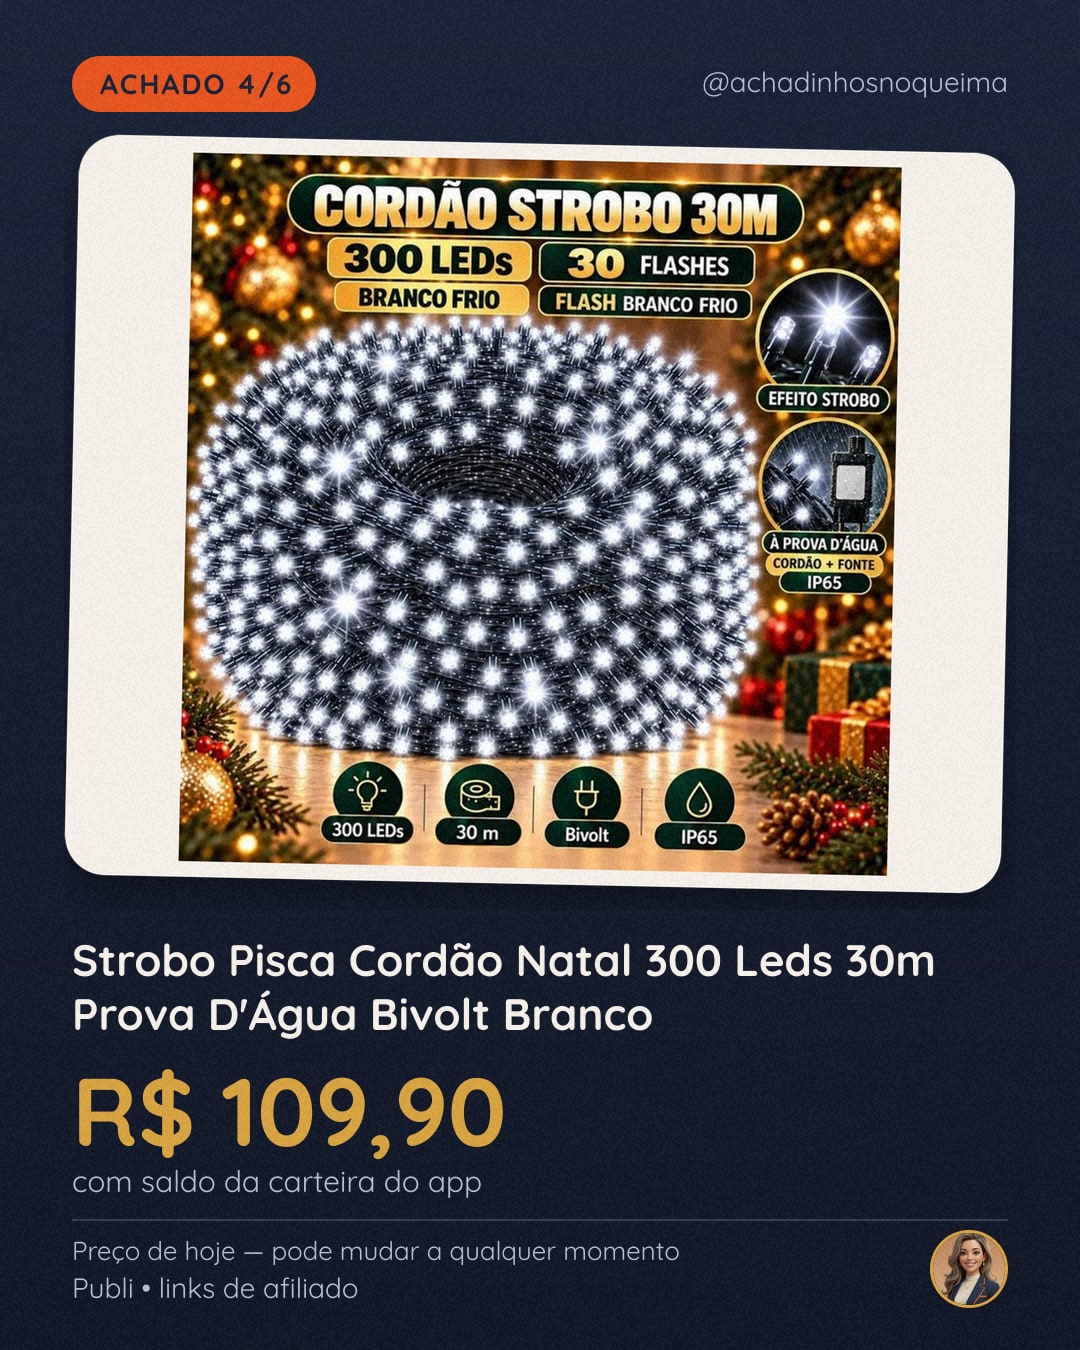 ACHADO 4/6
@achadinhosnoqueima
CORDÃO STROBO 30M
300 LEDs
30 FLASHES
BRANCO FRIO
FLASH BRANCO FRIO
EFEITO STROBO
À PROVA D'ÁGUA
CORDÃO + FONTE
IP65
300 LEDs
30 m
Bivolt
IP65
Strobo Pisca Cordão Natal 300 Leds 30m
Prova D'Água Bivolt Branco
R$ 109,90
com saldo da carteira do app
Preço de hoje — pode mudar a qualquer momento
Publi • links de afiliado